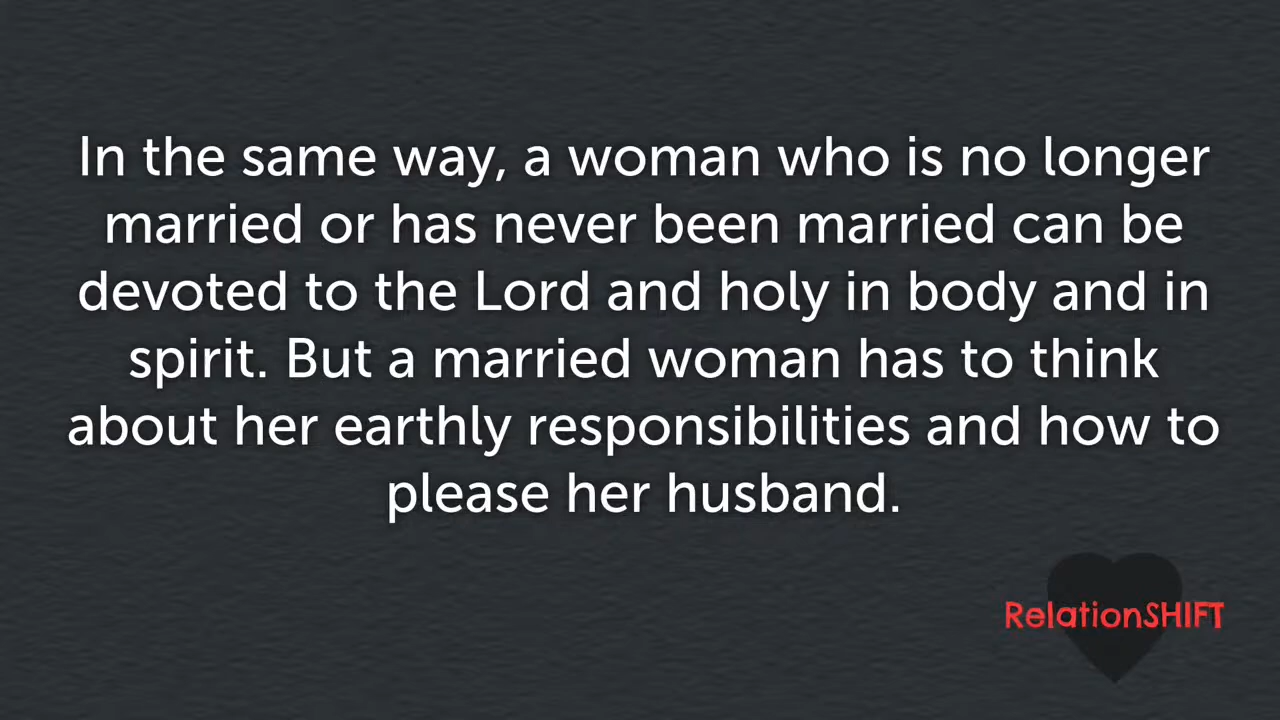 In the same way, a woman who is no longer
married or has never been married can be
devoted to the Lord and holy in body and in
spirit. But a married woman has to think
about her earthly responsibilities and how to
please her husband.
RelationSHIFT